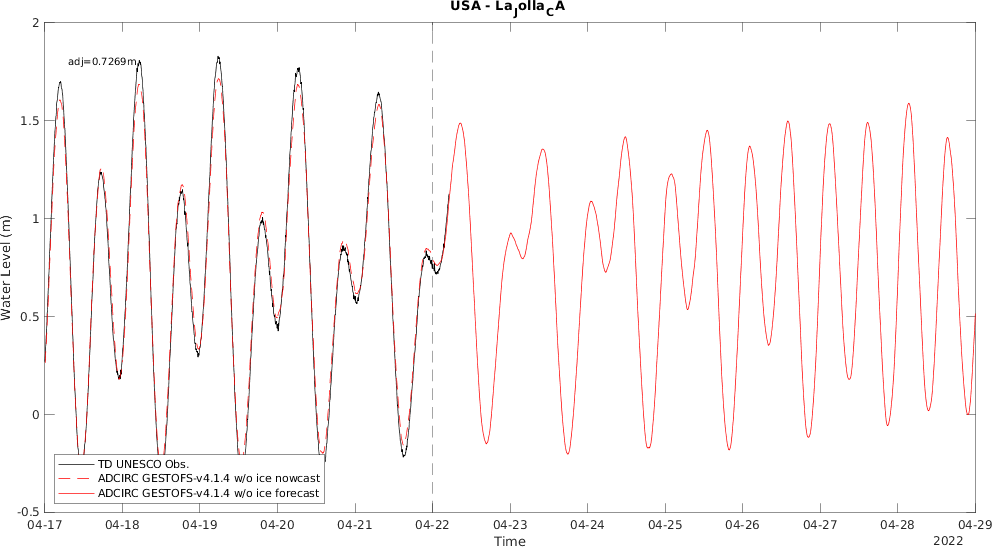 USA - LaJollaCA
adj=0.7269m
2
1.5
1
0.5
0
-0.5
Water Level (m)
TD UNESCO Obs.
ADCIRC GESTOFS-v4.1.4 w/o ice nowcast
ADCIRC GESTOFS-v4.1.4 w/o ice forecast
04-17 04-18 04-19 04-20 04-21 04-22 04-23 04-24 04-25 04-26 04-27 04-28 04-29
Time
2022